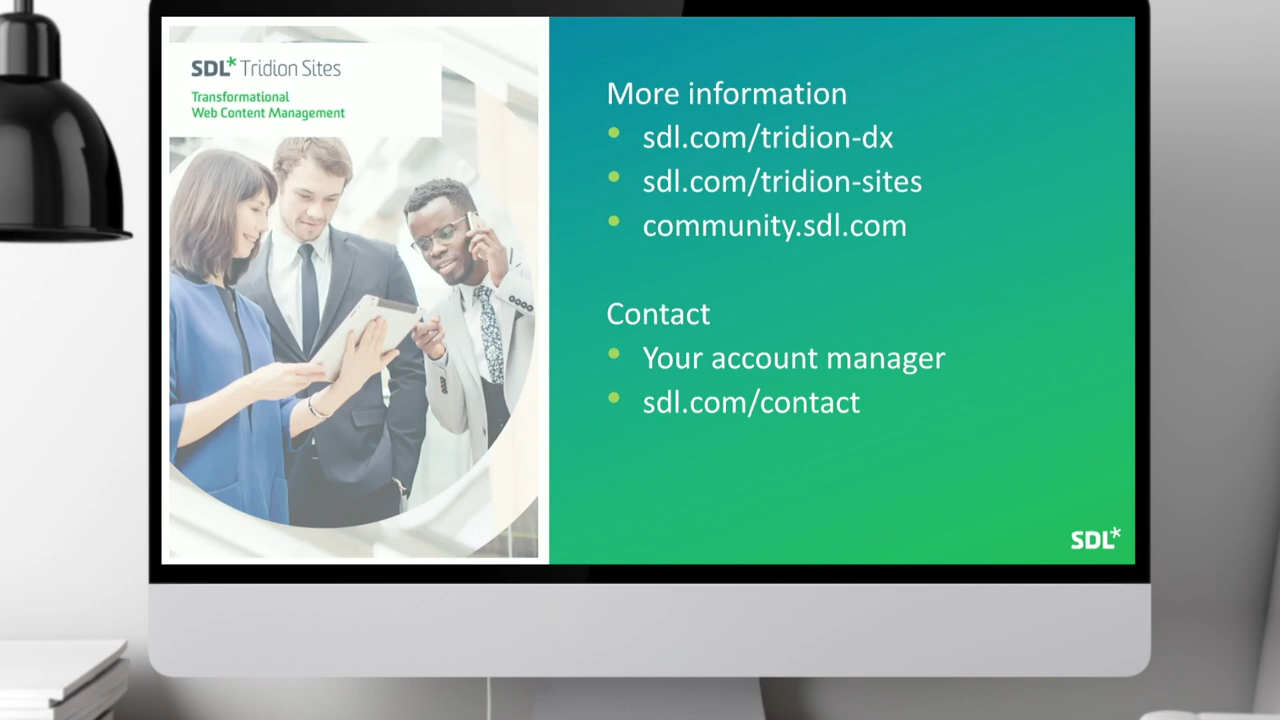 SDL* Tridion Sites
Transformational
Web Content Management
More information
• sdl.com/tridion-dx
• sdl.com/tridion-sites
• community.sdl.com
Contact
• Your account manager
• sdl.com/contact
SDL*